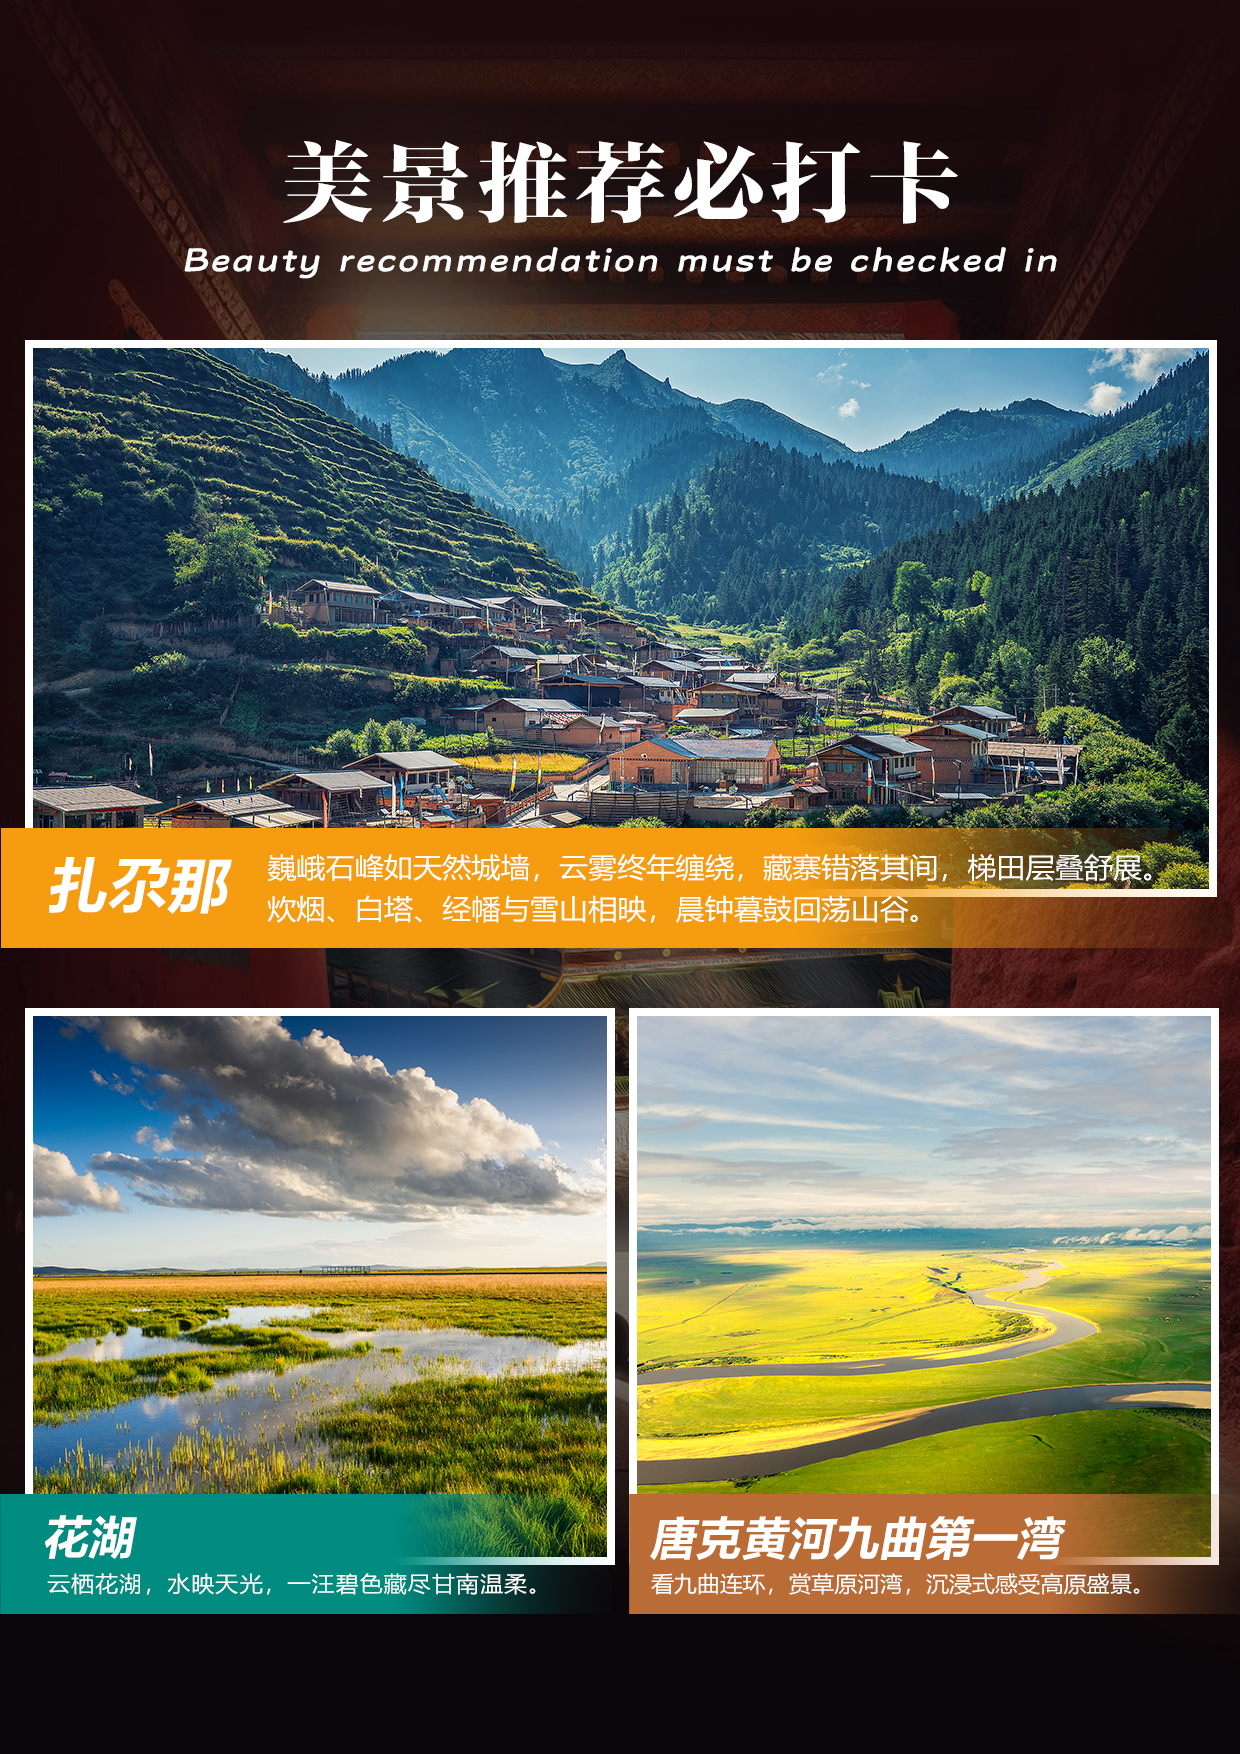 美景推荐必打卡
Beauty recommendation must be checked in
扎尕那
巍峨石峰如天然城墙，云雾终年缠绕，藏寨错落其间，梯田层叠舒展。
炊烟、白塔、经幡与雪山相映，晨钟暮鼓回荡山谷。
花湖
云栖花湖，水映天光，一汪碧色藏尽甘南温柔。
唐克黄河九曲第一湾
看九曲连环，赏草原河湾，沉浸式感受高原盛景。